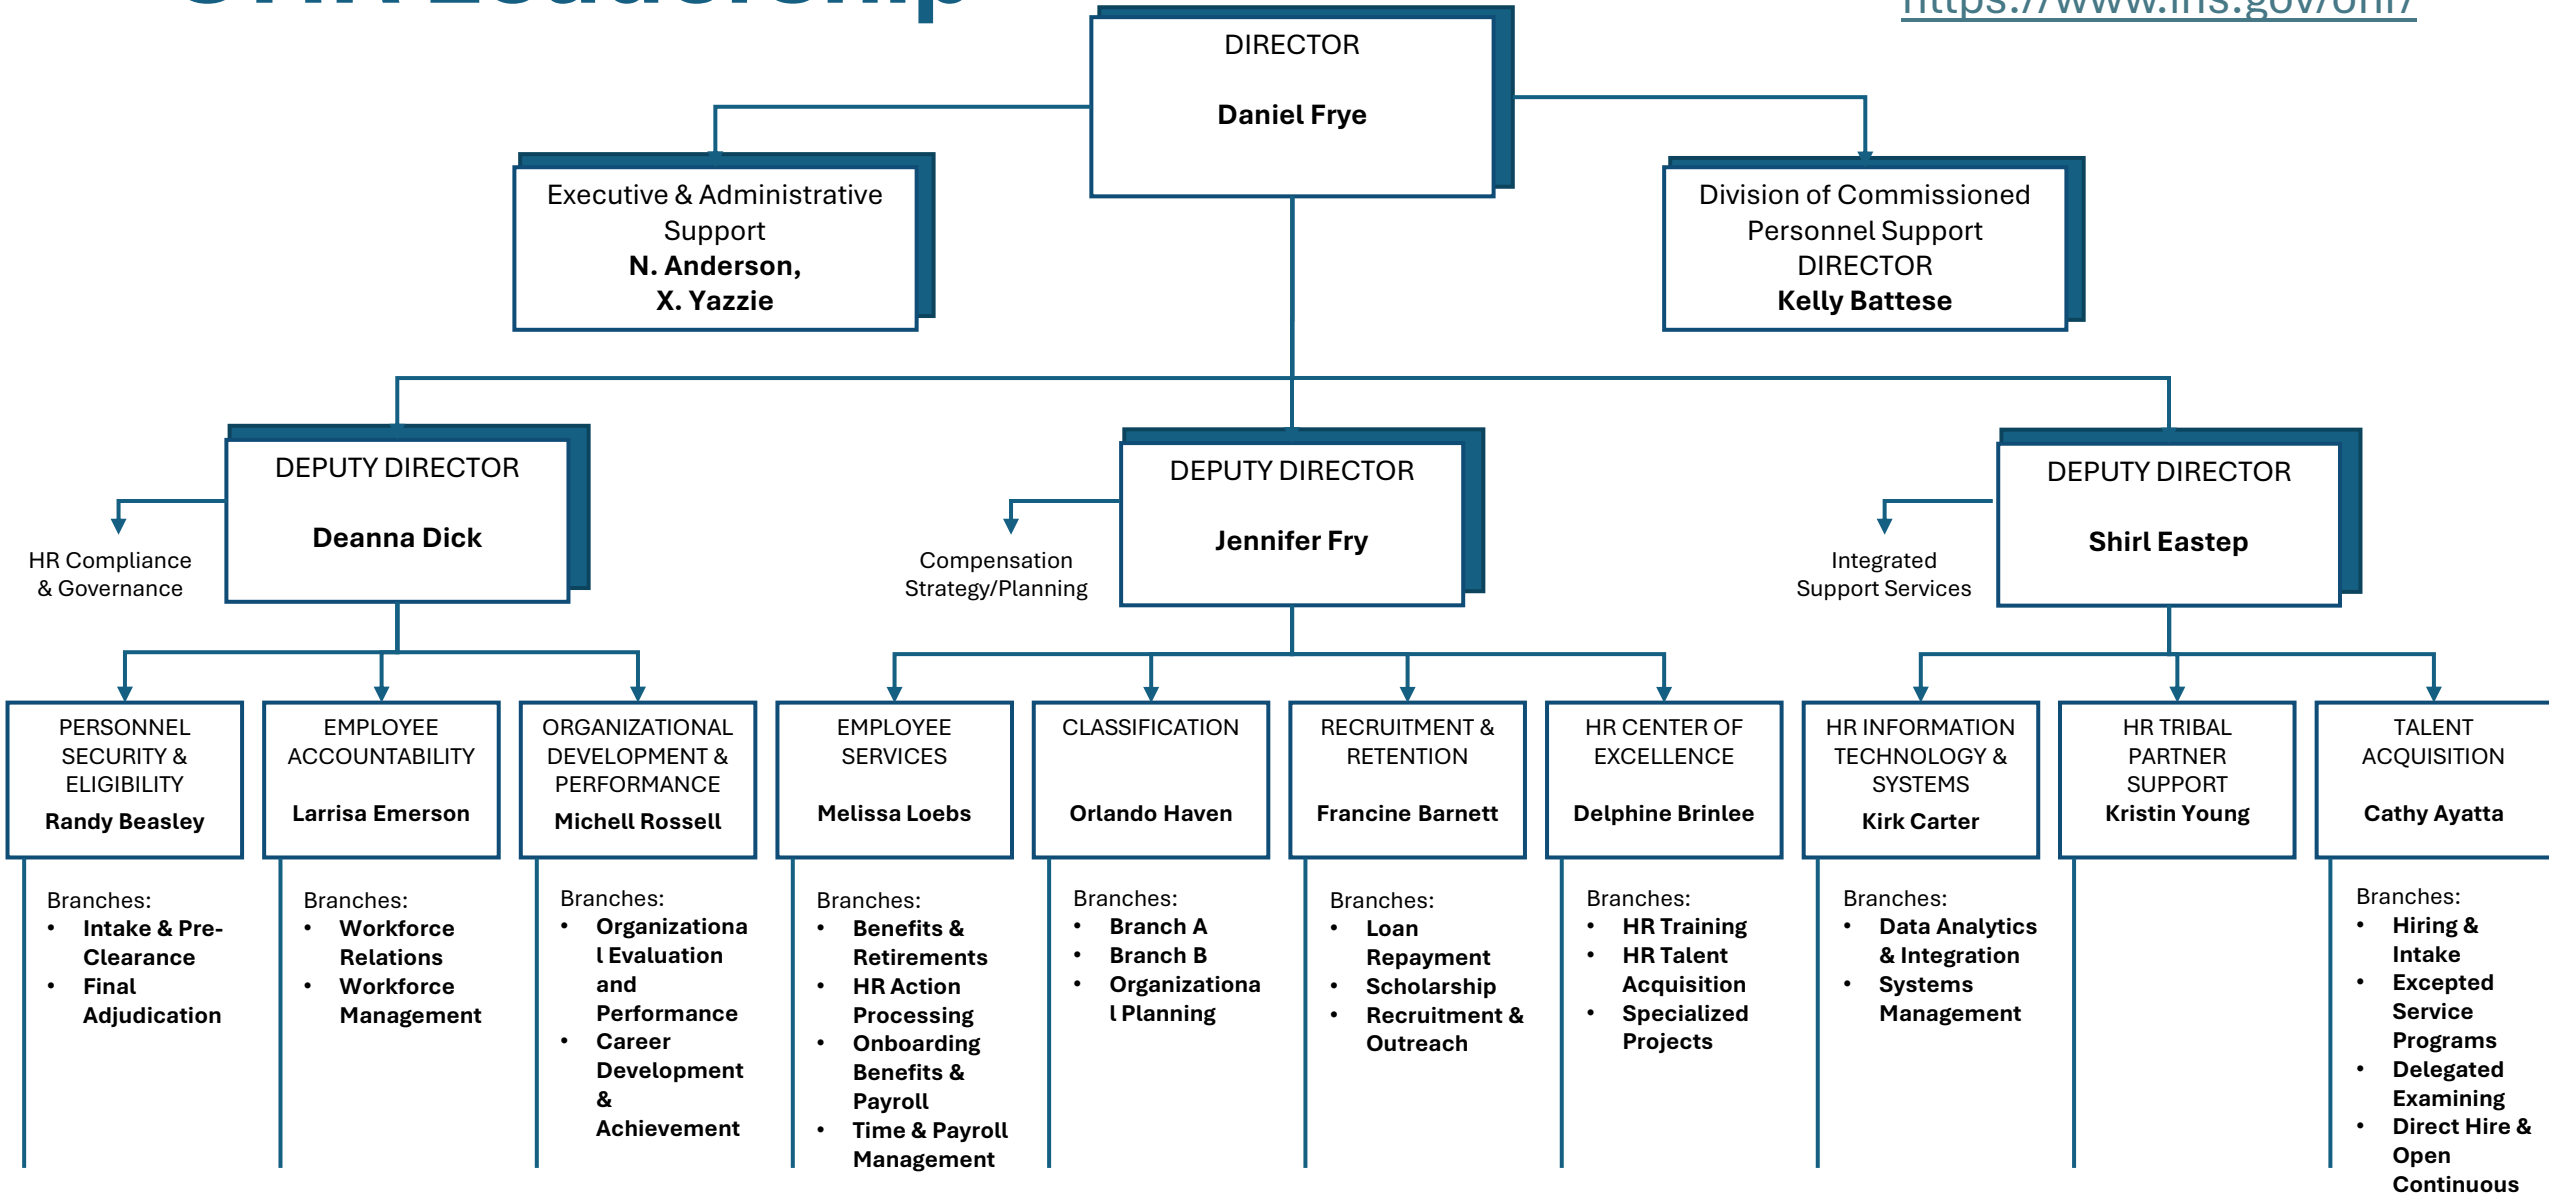 Leadership
https://www.ihs.gov/ohr/
DIRECTOR
Daniel Frye
Executive & Administrative
Support
N. Anderson,
X. Yazzie
Division of Commissioned
Personnel Support
DIRECTOR
Kelly Battese
DEPUTY DIRECTOR
Deanna Dick
HR Compliance
& Governance
DEPUTY DIRECTOR
Jennifer Fry
Compensation
Strategy/Planning
DEPUTY DIRECTOR
Shirl Eastep
Integrated
Support Services
PERSONNEL
SECURITY &
ELIGIBILITY
Randy Beasley
Branches:
• Intake & Pre-
Clearance
• Final
Adjudication
EMPLOYEE
ACCOUNTABILITY
Larrisa Emerson
Branches:
• Workforce
Relations
• Workforce
Management
ORGANIZATIONAL
DEVELOPMENT &
PERFORMANCE
Michell Rossell
Branches:
• Organizationa
l Evaluation
and
Performance
• Career
Development
&
Achievement
EMPLOYEE
SERVICES
Melissa Loebs
Branches:
• Benefits &
Retirements
• HR Action
Processing
• Onboarding
Benefits &
Payroll
• Time & Payroll
Management
CLASSIFICATION
Orlando Haven
Branches:
• Branch A
• Branch B
• Organizationa
l Planning
RECRUITMENT &
RETENTION
Francine Barnett
Branches:
• Loan
Repayment
• Scholarship
• Recruitment &
Outreach
HR CENTER OF
EXCELLENCE
Delphine Brinlee
Branches:
• HR Training
• HR Talent
Acquisition
• Specialized
Projects
HR INFORMATION
TECHNOLOGY &
SYSTEMS
Kirk Carter
Branches:
• Data Analytics
& Integration
• Systems
Management
HR TRIBAL
PARTNER
SUPPORT
Kristin Young
TALENT
ACQUISITION
Cathy Ayatta
Branches:
• Hiring &
Intake
• Excepted
Service
Programs
• Delegated
Examining
• Direct Hire &
Open
Continuous